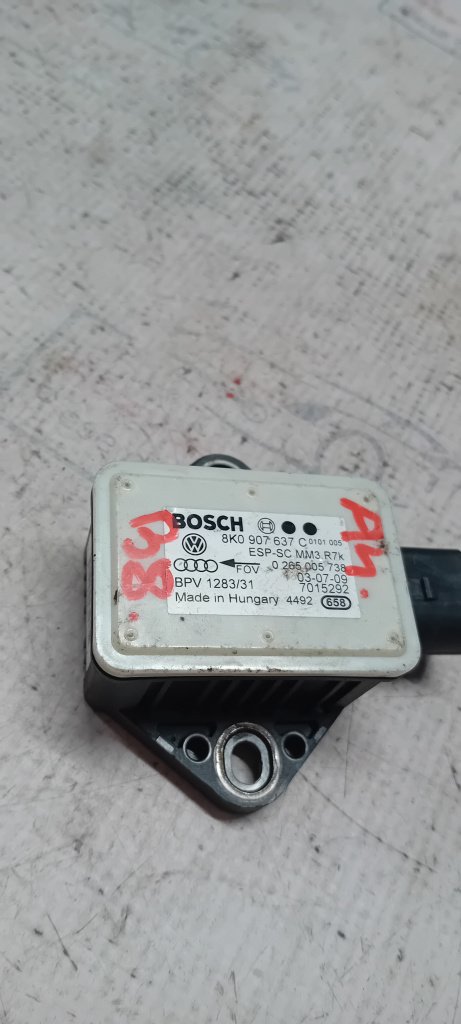 BOSCH
8K0 907 637 C 0101 005
ESP-SC MM3.R7k
FOV 0 265 005 738
BPV 1283/31 03-07-09
7015292
Made in Hungary 4492 658
B8.
A4.